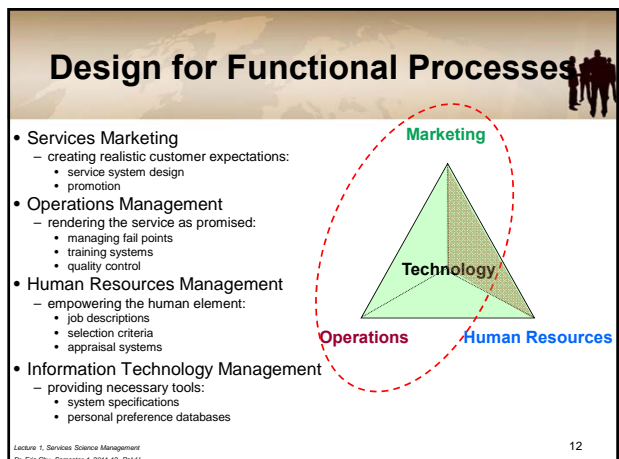 Design for Functional Processes
• Services Marketing
– creating realistic customer expectations:
• service system design
• promotion
• Operations Management
– rendering the service as promised:
• managing fail points
• training systems
• quality control
• Human Resources Management
– empowering the human element:
• job descriptions
• selection criteria
• appraisal systems
• Information Technology Management
– providing necessary tools:
• system specifications
• personal preference databases
Marketing
Technology
Operations
Human Resources
Lecture 1, Services Science Management
12